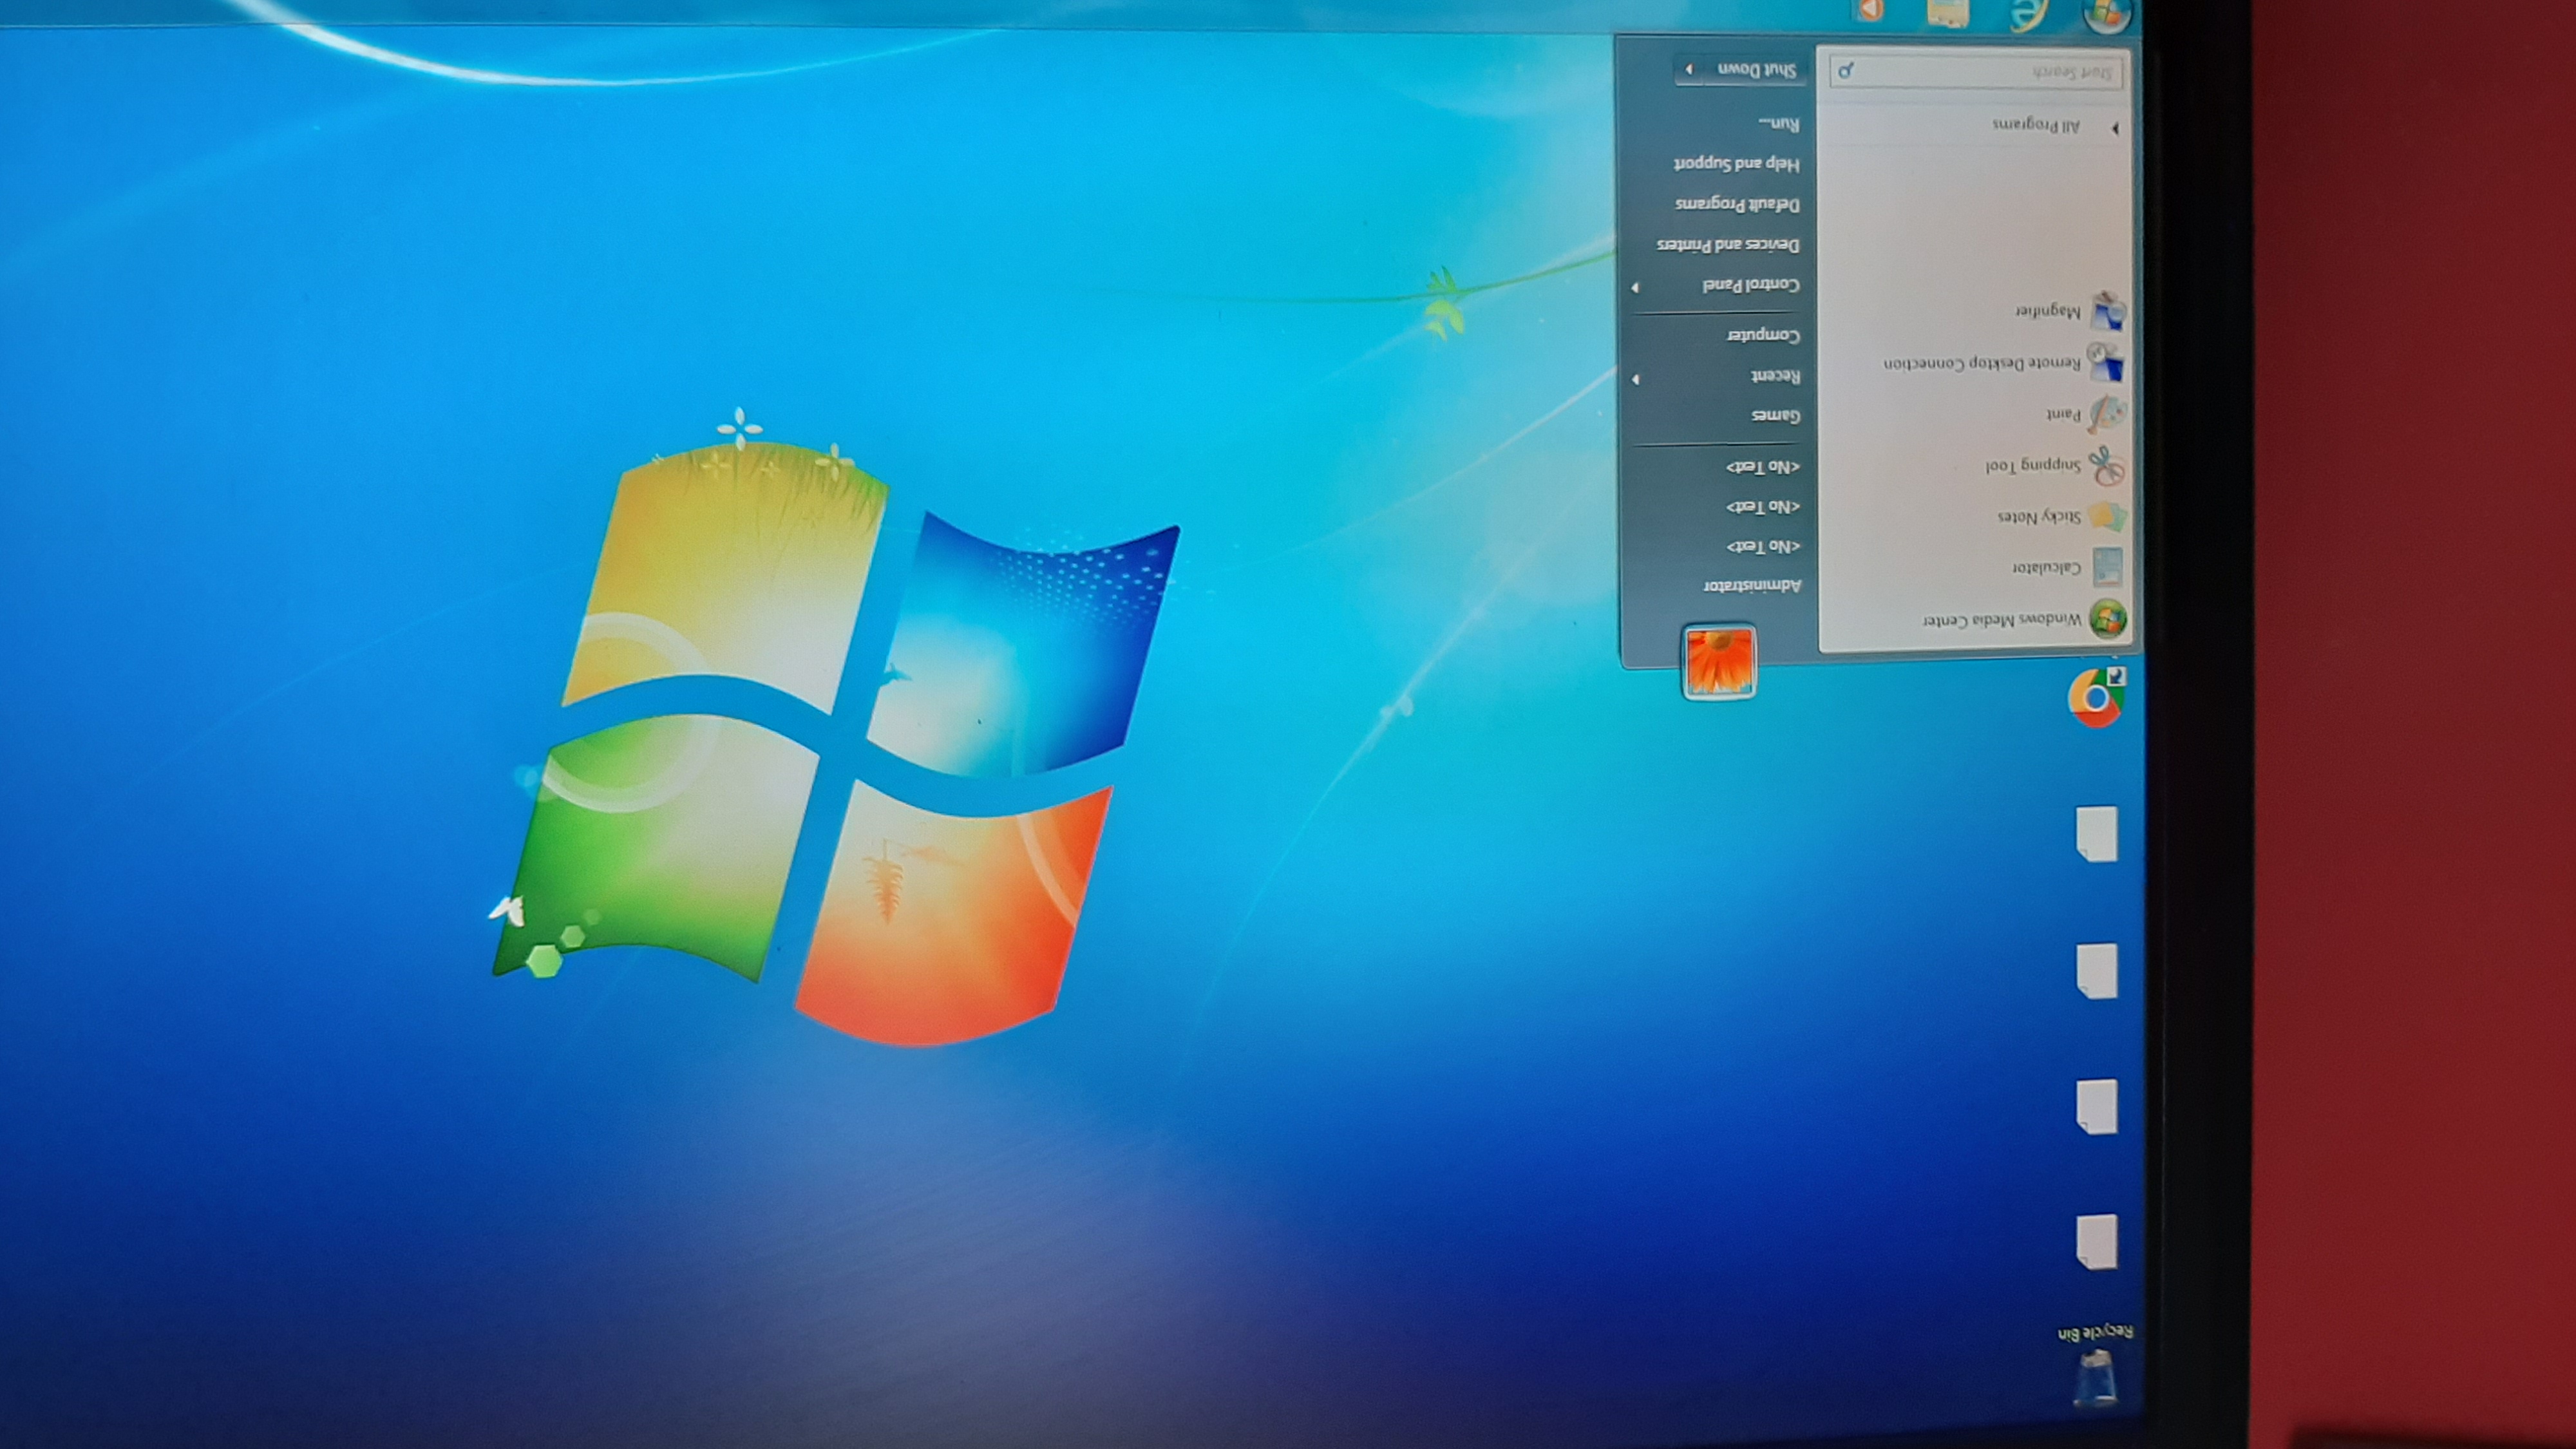 Recycle Bin
Windows Media Center
Calculator
Sticky Notes
Snipping Tool
Paint
Remote Desktop Connection
Magnifier
All Programs
Start Search
Administrator
<No Text>
<No Text>
<No Text>
Games
Recent
Computer
Control Panel
Devices and Printers
Default Programs
Help and Support
Run...
Shut Down